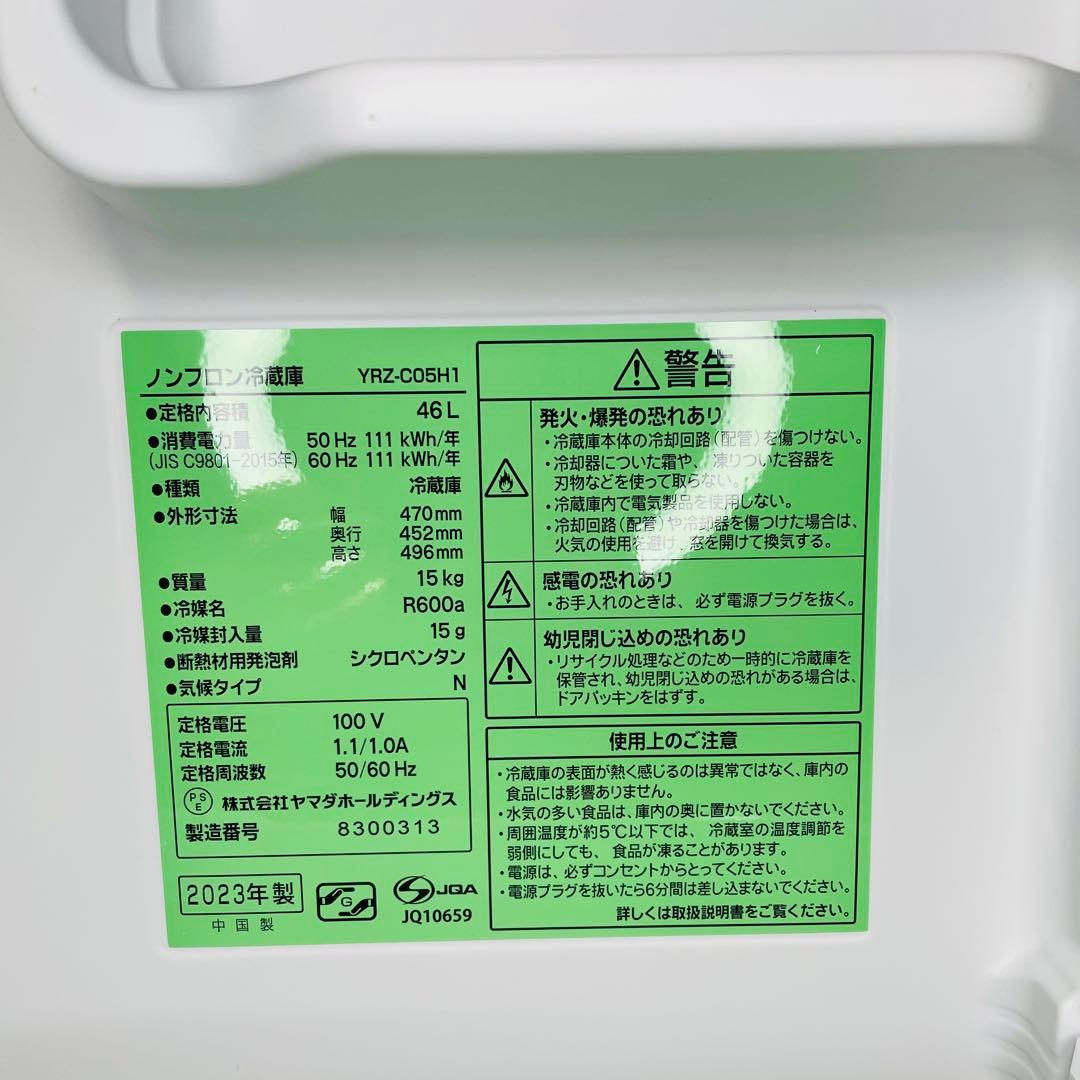 ノンフロン冷蔵庫 YRZ-C05H1
●定格内容積 46 L
●消費電力量 50 Hz 111 kWh/年
(JIS C9801-2015年) 60 Hz 111 kWh/年
●種類 冷蔵庫
●外形寸法 幅 470mm
奥行 452mm
高さ 496mm
●質量 15 kg
●冷媒名 R600a
●冷媒封入量 15 g
●断熱材用発泡剤 シクロペンタン
●気候タイプ N
定格電圧 100 V
定格電流 1.1/1.0A
定格周波数 50/60 Hz
PSE 株式会社ヤマダホールディングス
製造番号 8300313
2023年製
中国製
G
JQA
JQ10659
警告
発火・爆発の恐れあり
・冷蔵庫本体の冷却回路(配管)を傷つけない。
・冷却器についた霜や、凍りついた容器を
刃物などを使って取らない。
・冷蔵庫内で電気製品を使用しない。
・冷却回路(配管)や冷却器を傷つけた場合は、
火気の使用を避け、窓を開けて換気する。
感電の恐れあり
・お手入れのときは、必ず電源プラグを抜く。
幼児閉じ込めの恐れあり
・リサイクル処理などのため一時的に冷蔵庫を
保管され、幼児閉じ込めの恐れがある場合は、
ドアパッキンをはずす。
使用上のご注意
・冷蔵庫の表面が熱く感じるのは異常ではなく、庫内の
食品には影響ありません。
・水気の多い食品は、庫内の奥に置かないでください。
・周囲温度が約5℃以下では、冷蔵室の温度調節を
弱側にしても、食品が凍ることがあります。
・電源は、必ずコンセントからとってください。
・電源プラグを抜いたら6分間は差し込まないでください。
詳しくは取扱説明書をご覧ください。